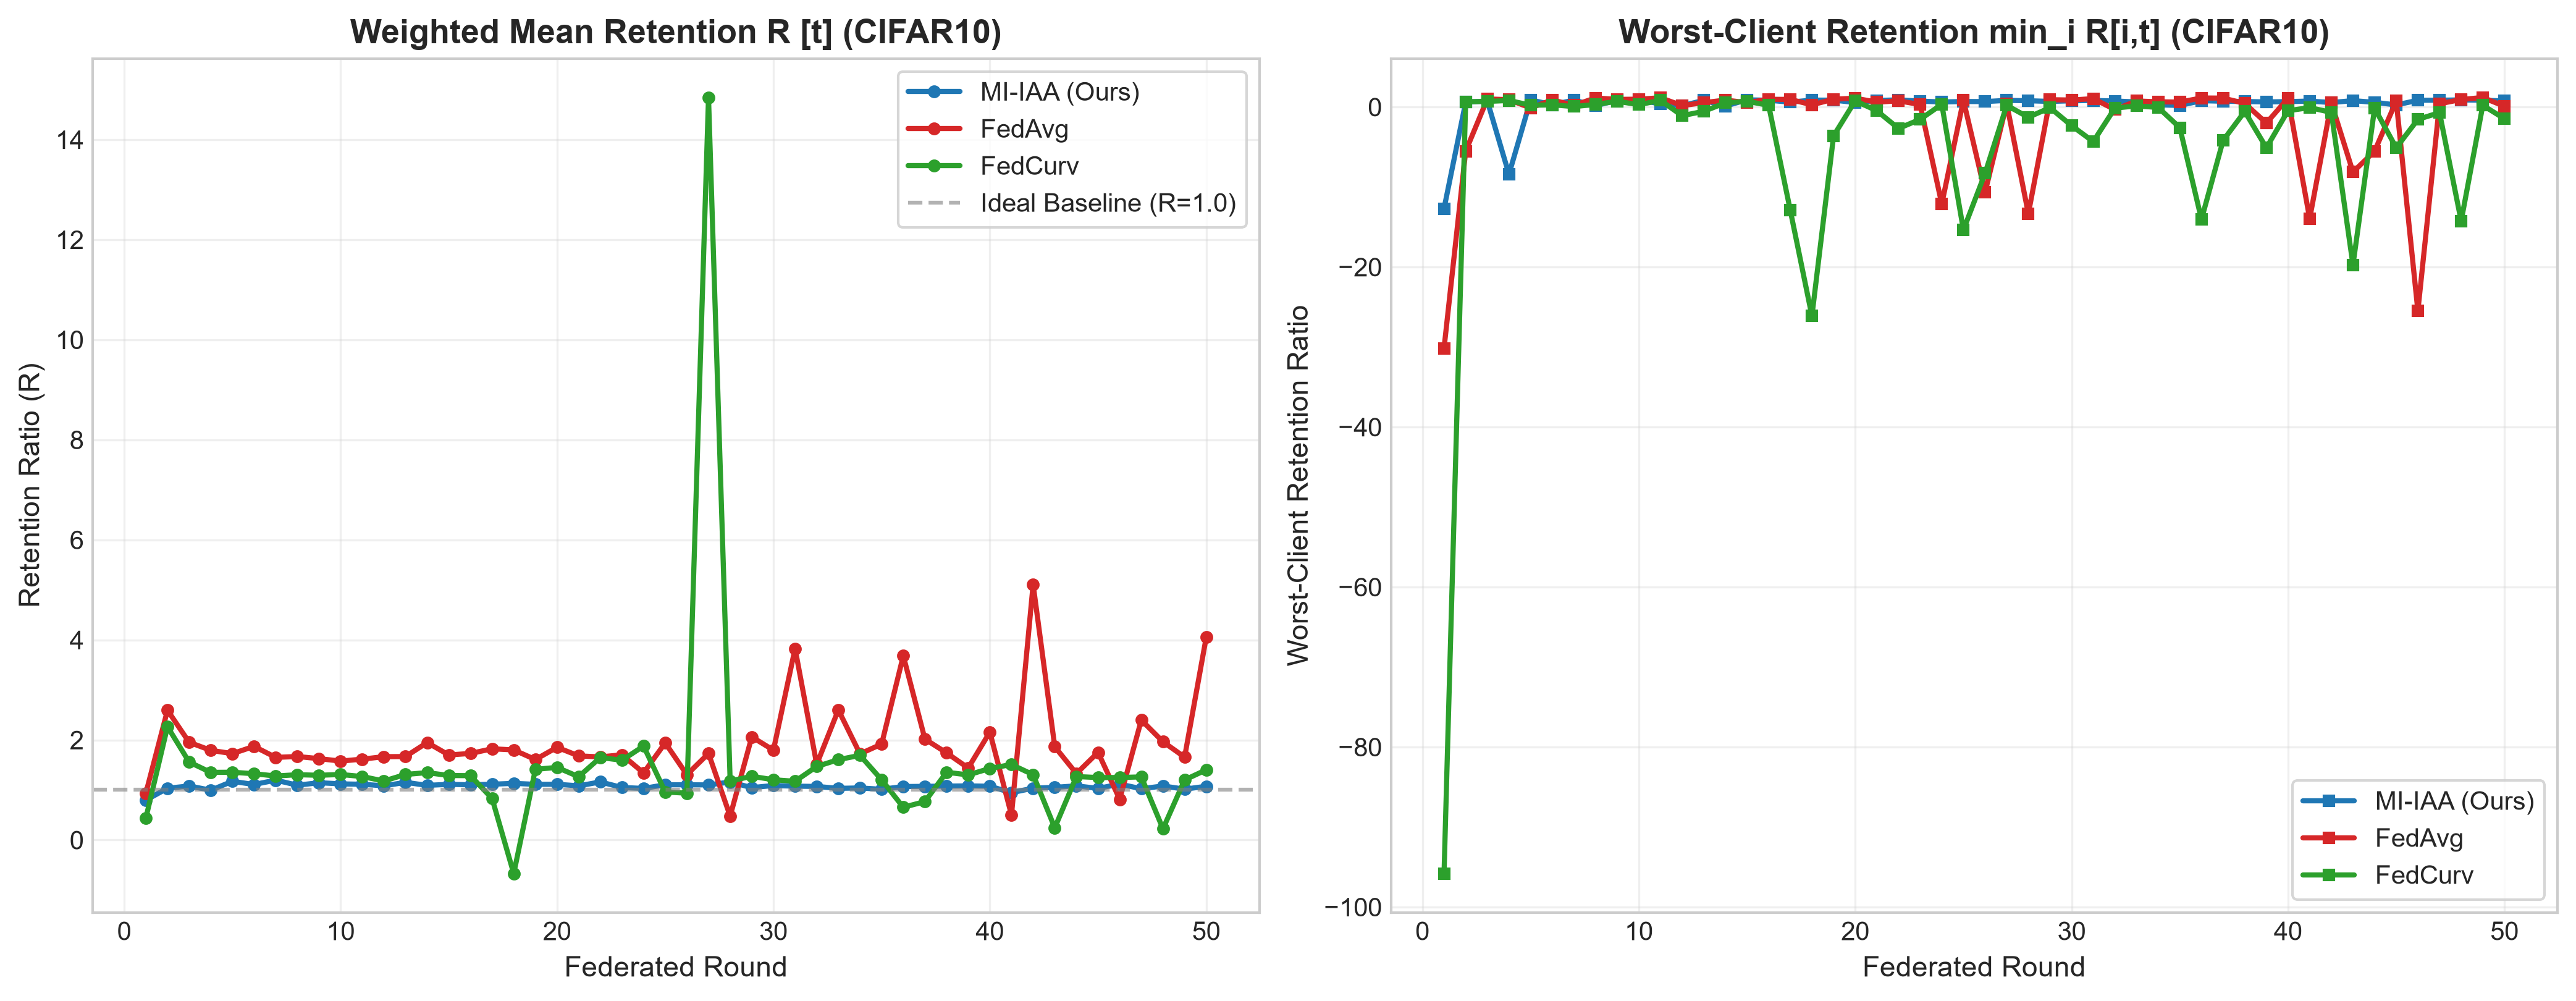 Weighted Mean Retention R [t] (CIFAR10)
Retention Ratio (R)
14
12
10
8
6
4
2
0
0 10 20 30 40 50
Federated Round
MI-IAA (Ours)
FedAvg
FedCurv
Ideal Baseline (R=1.0)
Worst-Client Retention min_i R[i,t] (CIFAR10)
Worst-Client Retention Ratio
0
−20
−40
−60
−80
−100
0 10 20 30 40 50
Federated Round
MI-IAA (Ours)
FedAvg
FedCurv